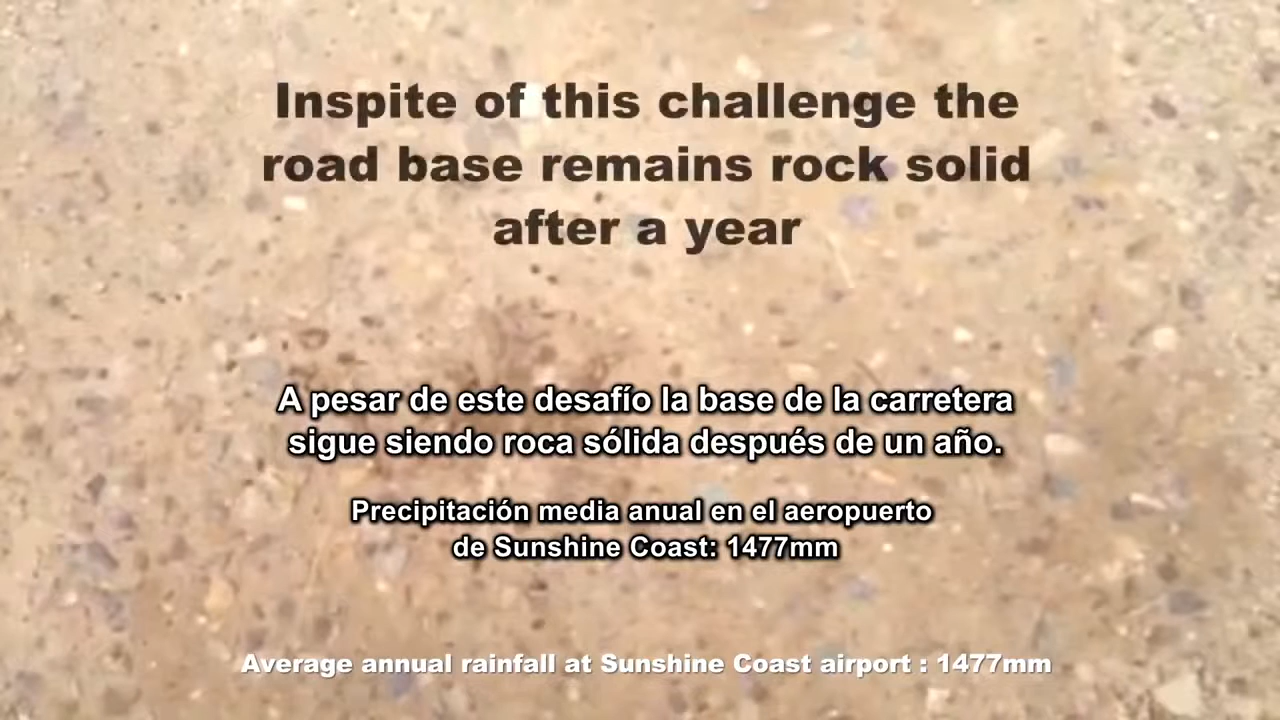 Inspite of this challenge the
road base remains rock solid
after a year
A pesar de este desafío la base de la carretera
sigue siendo roca sólida después de un año.
Precipitación media anual en el aeropuerto
de Sunshine Coast: 1477mm
Average annual rainfall at Sunshine Coast airport : 1477mm